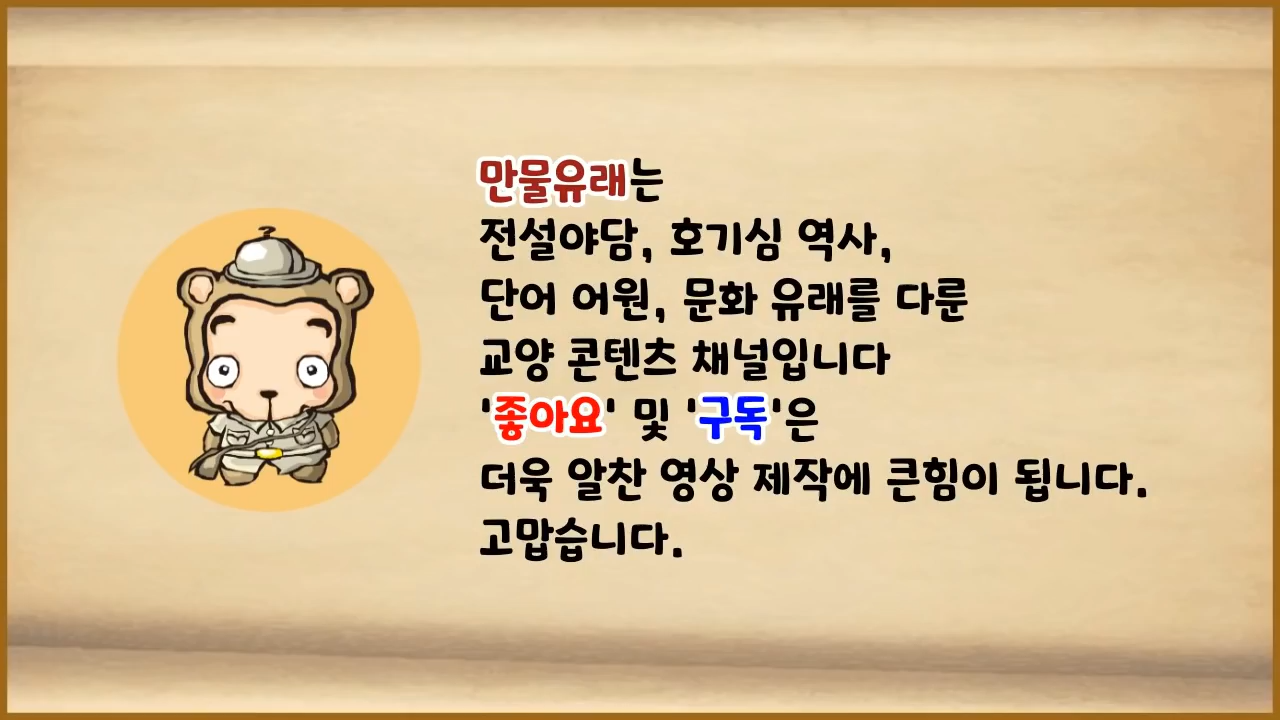 만물유래는
전설야담, 호기심 역사,
단어 어원, 문화 유래를 다룬
교양 콘텐츠 채널입니다
'좋아요' 및 '구독'은
더욱 알찬 영상 제작에 큰힘이 됩니다.
고맙습니다.